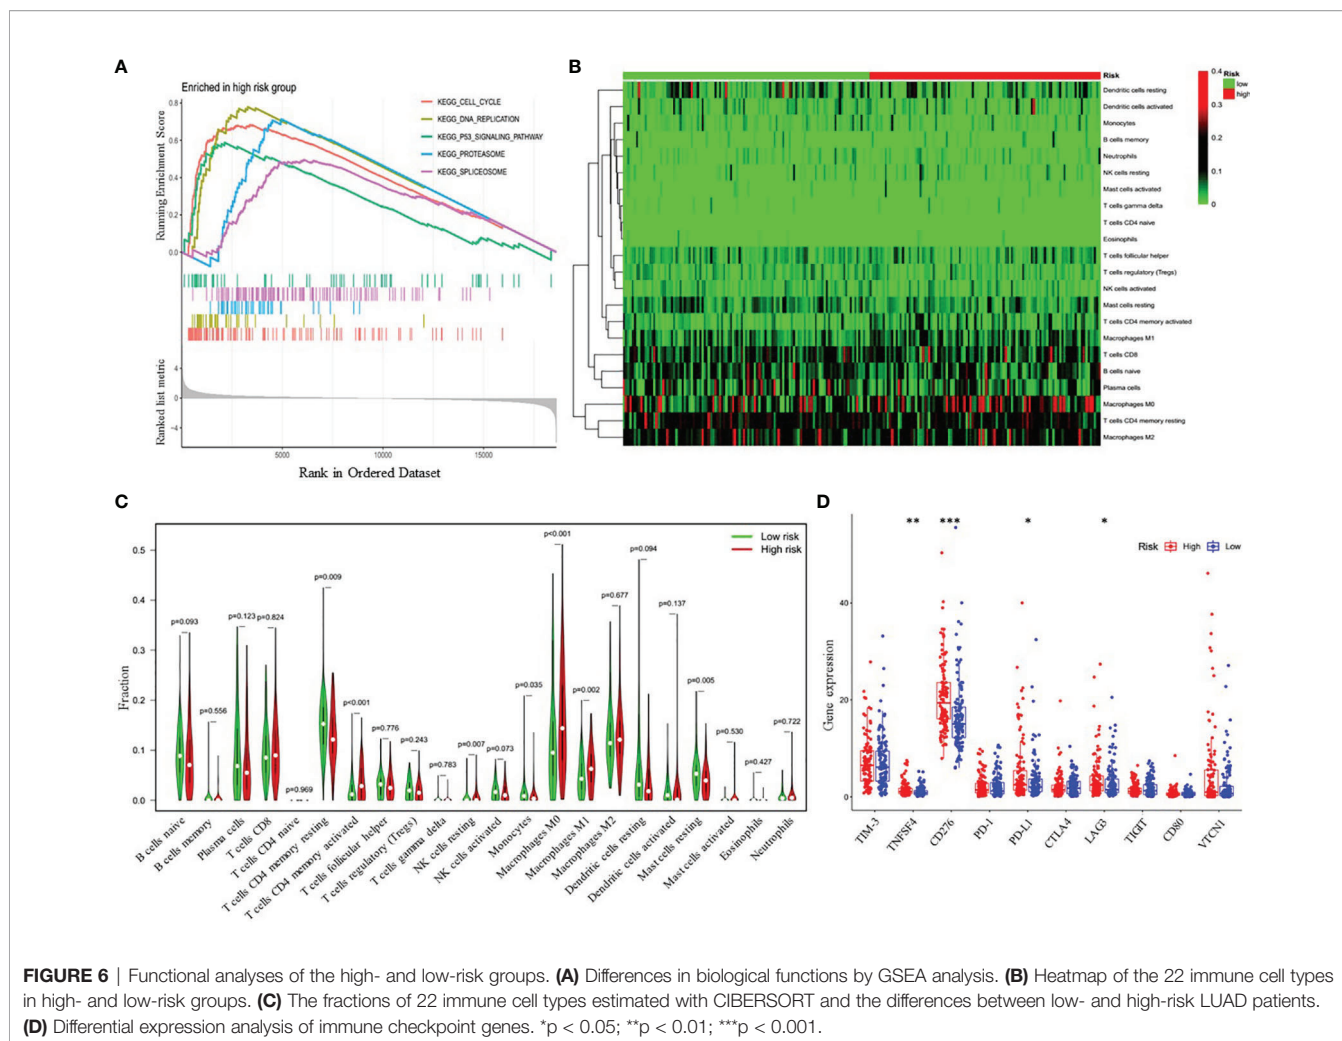 A
Enriched in high risk group
Running Enrichment Score
0.8
0.6
0.4
0.2
0.0
KEGG_CELL_CYCLE
KEGG_DNA_REPLICATION
KEGG_P53_SIGNALING_PATHWAY
KEGG_PROTEASOME
KEGG_SPLICEOSOME
Ranked list metric
4
0
−4
5000 10000 15000
Rank in Ordered Dataset
B
Risk
Dendritic cells resting
Dendritic cells activated
Monocytes
B cells memory
Neutrophils
NK cells resting
Mast cells activated
T cells gamma delta
T cells CD4 naive
Eosinophils
T cells follicular helper
T cells regulatory (Tregs)
NK cells activated
Mast cells resting
T cells CD4 memory activated
Macrophages M1
T cells CD8
B cells naive
Plasma cells
Macrophages M0
T cells CD4 memory resting
Macrophages M2
0.4
0.3
0.2
0.1
0
Risk
low
high
C
Fraction
0.5
0.4
0.3
0.2
0.1
0.0
Low risk
High risk
p=0.093
p=0.556
p=0.123
p=0.824
p=0.969
p=0.009
p<0.001
p=0.776
p=0.243
p=0.783
p=0.007
p=0.073
p=0.035
p<0.001
p=0.002
p=0.677
p=0.094
p=0.137
p=0.005
p=0.530
p=0.427
p=0.722
B cells naive
B cells memory
Plasma cells
T cells CD8
T cells CD4 naive
T cells CD4 memory resting
T cells CD4 memory activated
T cells follicular helper
T cells regulatory (Tregs)
T cells gamma delta
NK cells resting
NK cells activated
Monocytes
Macrophages M0
Macrophages M1
Macrophages M2
Dendritic cells resting
Dendritic cells activated
Mast cells resting
Mast cells activated
Eosinophils
Neutrophils
D
** *** * *
Risk High Low
Gene expression
40
20
0
TIM-3
TNFSF4
CD276
PD-1
PD-L1
CTLA4
LAG3
TIGIT
CD80
VTCN1
FIGURE 6 | Functional analyses of the high- and low-risk groups. (A) Differences in biological functions by GSEA analysis. (B) Heatmap of the 22 immune cell types
in high- and low-risk groups. (C) The fractions of 22 immune cell types estimated with CIBERSORT and the differences between low- and high-risk LUAD patients.
(D) Differential expression analysis of immune checkpoint genes. *p < 0.05; **p < 0.01; ***p < 0.001.